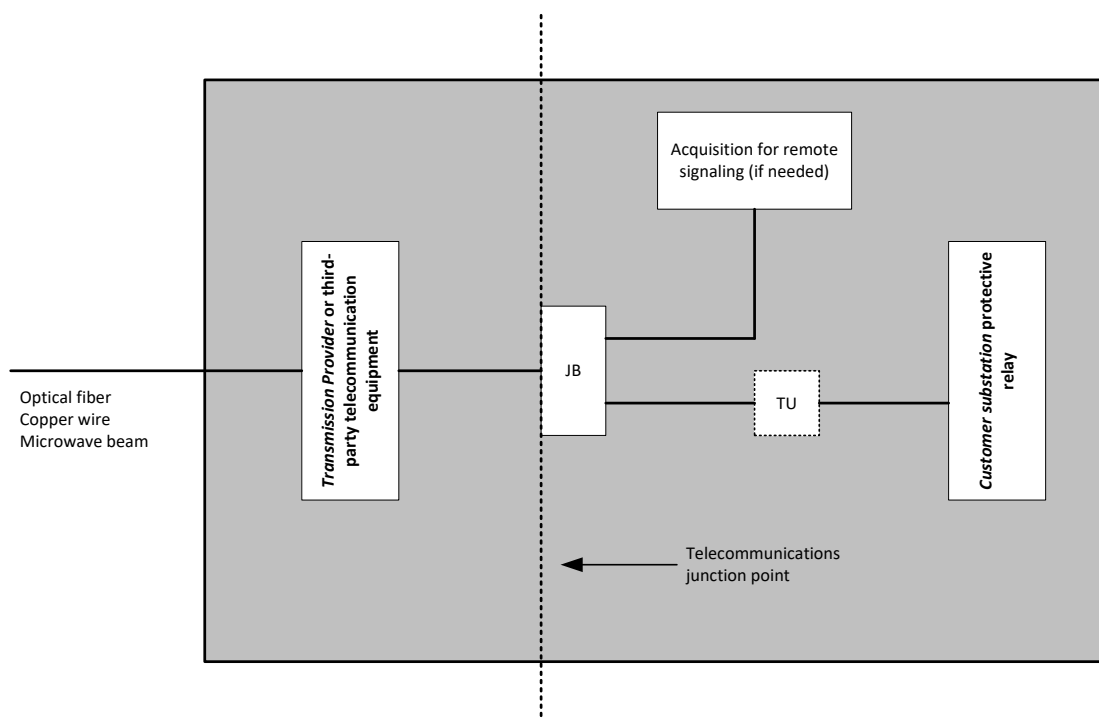 Acquisition for remote
signaling (if needed)
Transmission Provider or third-
party telecommunication
equipment
Customer substation protective
relay
JB
TU
Optical fiber
Copper wire
Microwave beam
Telecommunications
junction point